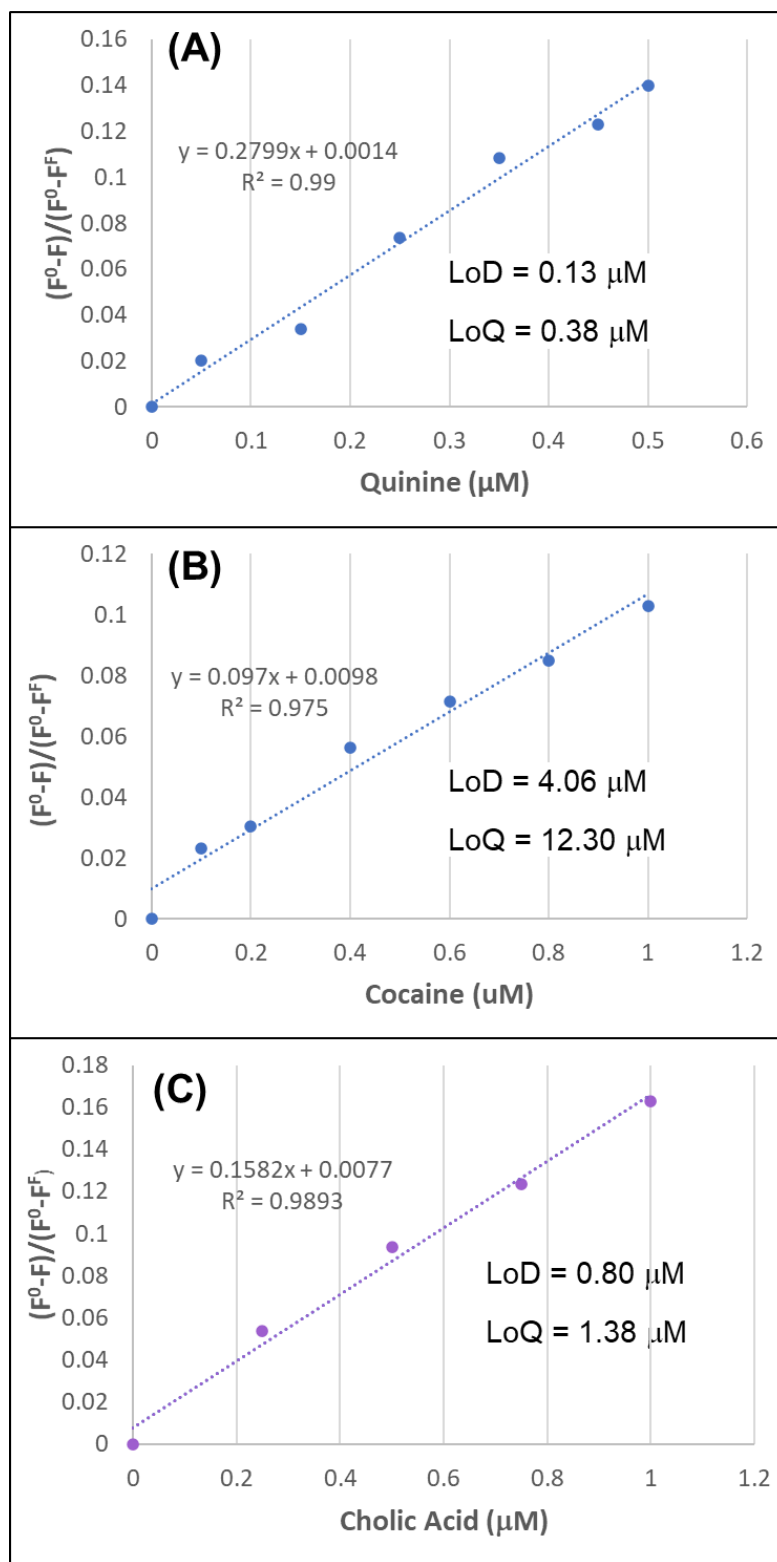 (A)
0.16
0.14
0.12
0.1
0.08
0.06
0.04
0.02
0
(F⁰-F)/(F⁰-Fᶠ)
y = 0.2799x + 0.0014
R² = 0.99
LoD = 0.13 μM
LoQ = 0.38 μM
0 0.1 0.2 0.3 0.4 0.5 0.6
Quinine (μM)
(B)
0.12
0.1
0.08
0.06
0.04
0.02
0
(F⁰-F)/(F⁰-Fᶠ)
y = 0.097x + 0.0098
R² = 0.975
LoD = 4.06 μM
LoQ = 12.30 μM
0 0.2 0.4 0.6 0.8 1 1.2
Cocaine (uM)
(C)
0.18
0.16
0.14
0.12
0.1
0.08
0.06
0.04
0.02
0
(F⁰-F)/(F⁰-Fᶠ)
y = 0.1582x + 0.0077
R² = 0.9893
LoD = 0.80 μM
LoQ = 1.38 μM
0 0.2 0.4 0.6 0.8 1 1.2
Cholic Acid (μM)